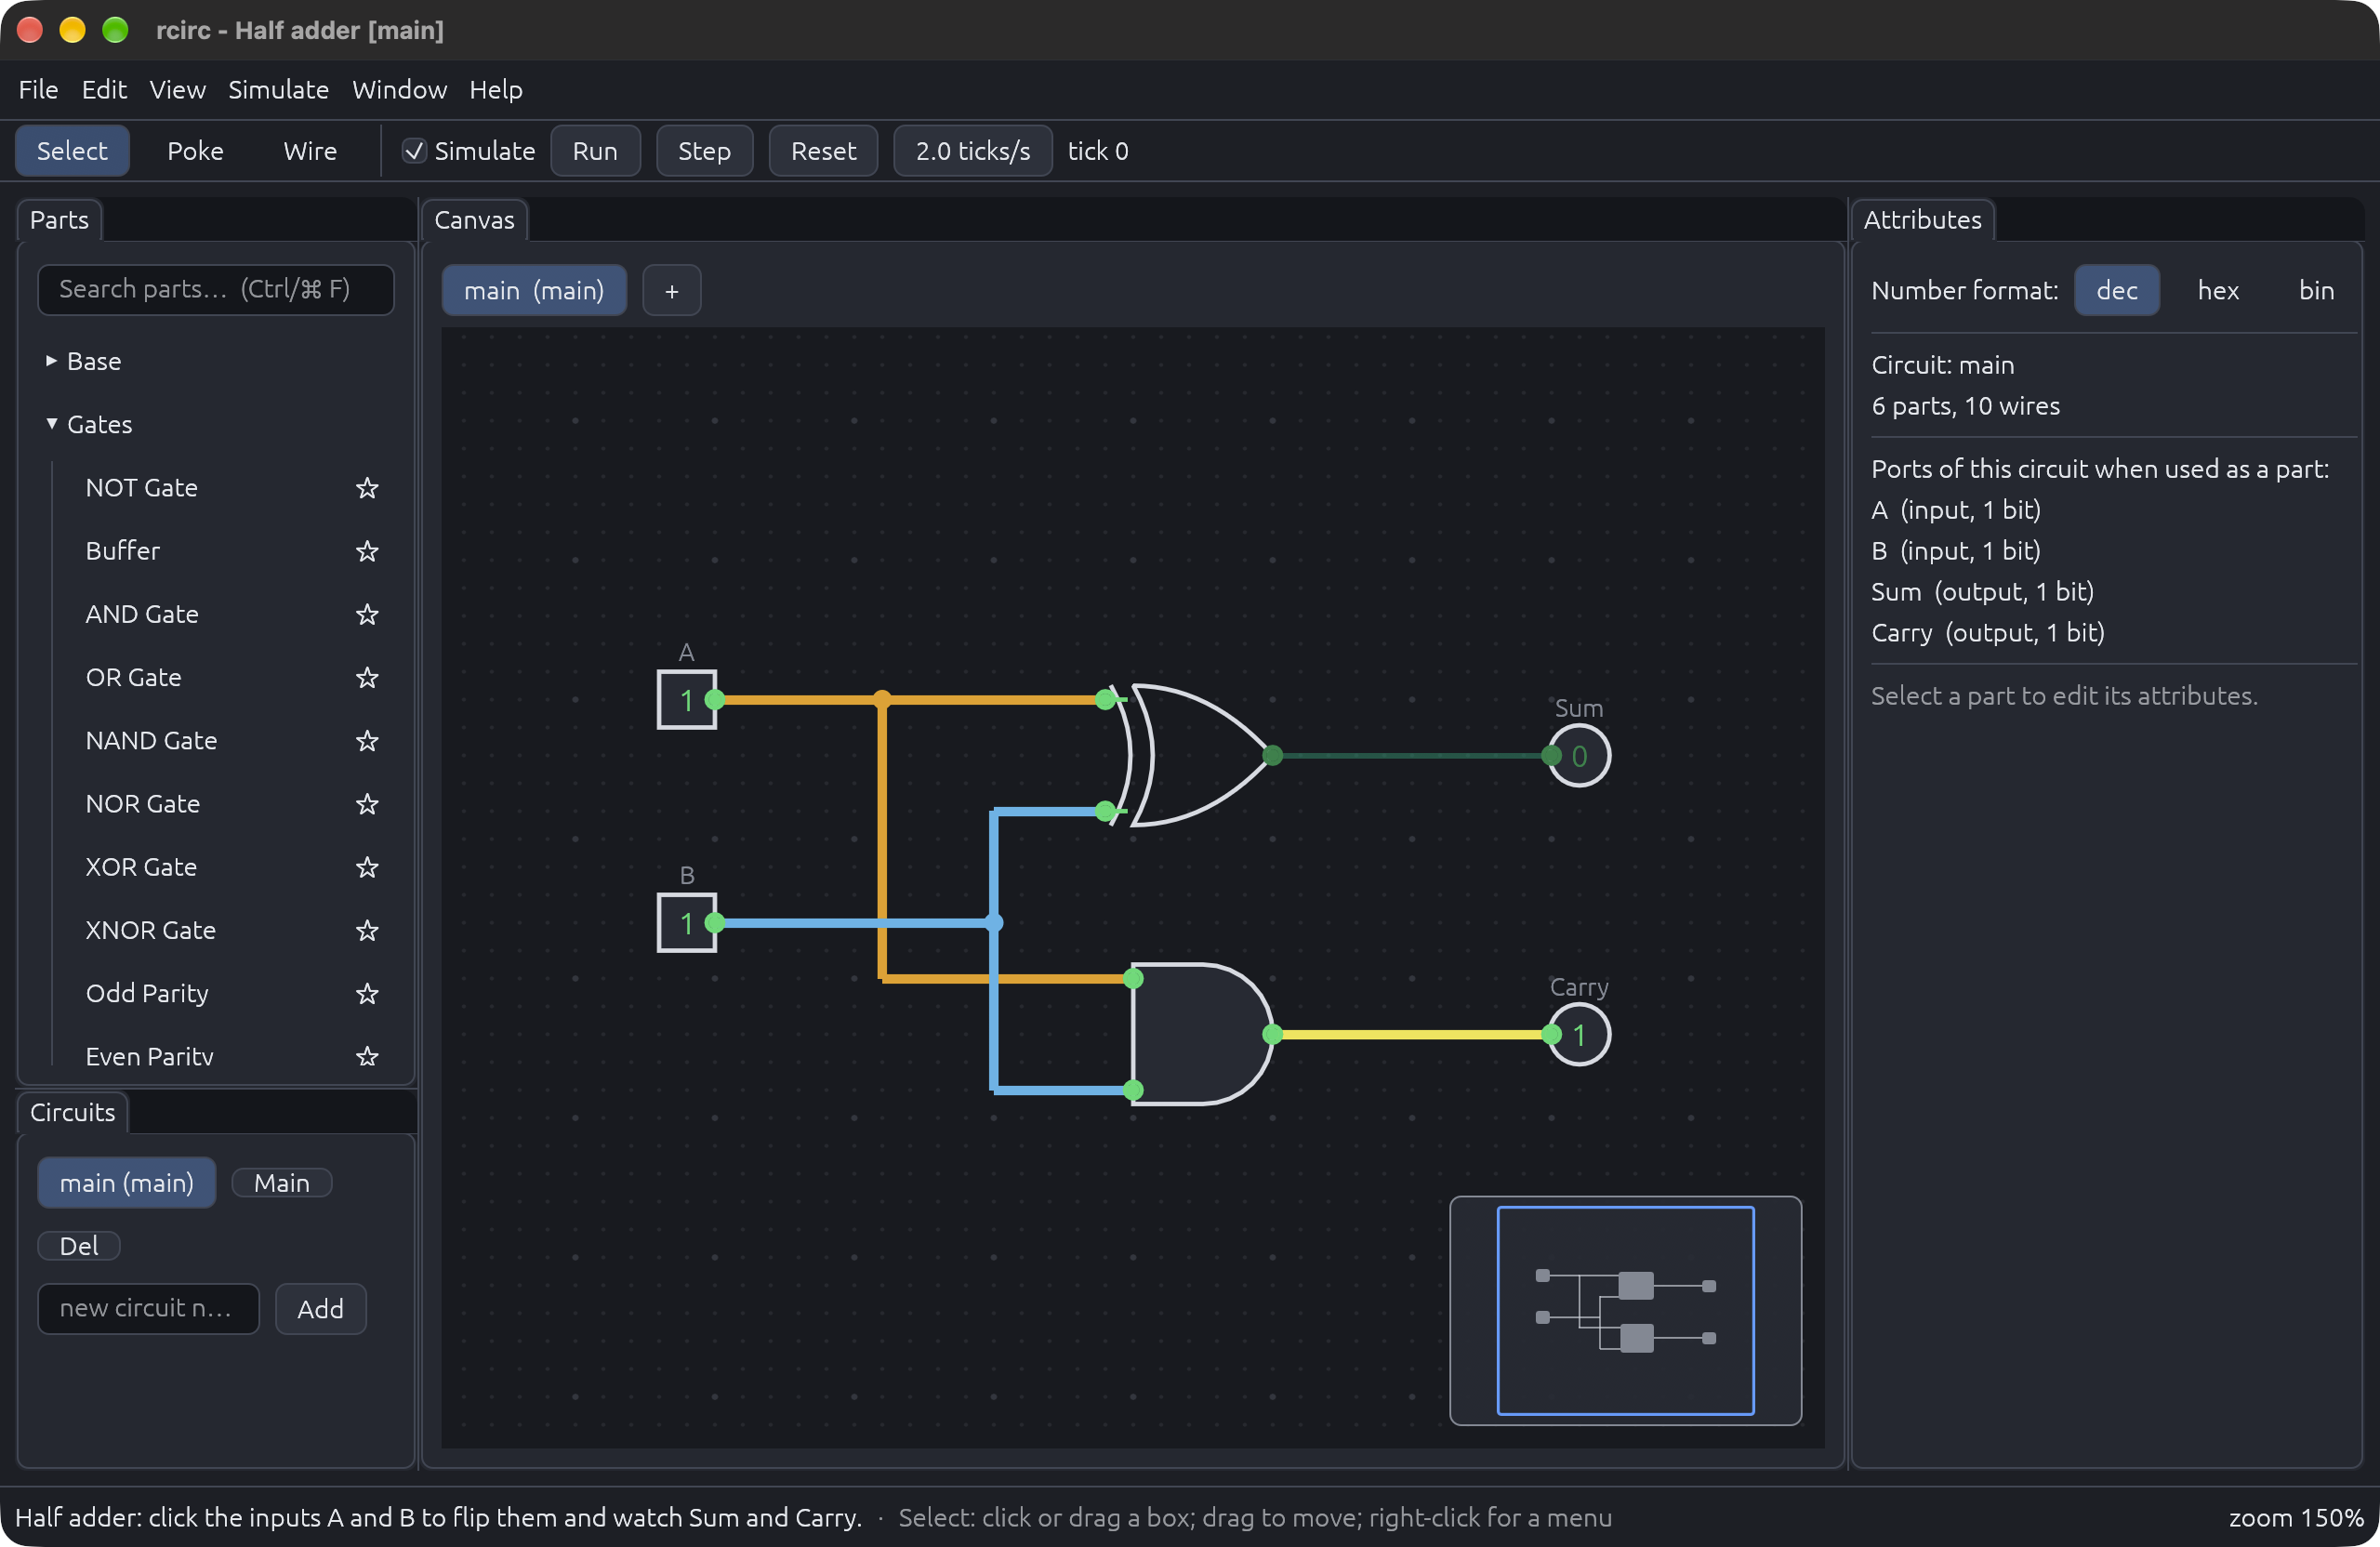 rcirc - Half adder [main]
File Edit View Simulate Window Help
Select Poke Wire Simulate Run Step Reset 2.0 ticks/s tick 0
Parts
Search parts… (Ctrl/⌘ F)
Base
Gates
NOT Gate
Buffer
AND Gate
OR Gate
NAND Gate
NOR Gate
XOR Gate
XNOR Gate
Odd Parity
Even Parity
Circuits
main (main) Main
Del
new circuit n… Add
Canvas
main (main) +
A
1
B
1
Sum
0
Carry
1
Attributes
Number format: dec hex bin
Circuit: main
6 parts, 10 wires
Ports of this circuit when used as a part:
A (input, 1 bit)
B (input, 1 bit)
Sum (output, 1 bit)
Carry (output, 1 bit)
Select a part to edit its attributes.
Half adder: click the inputs A and B to flip them and watch Sum and Carry. · Select: click or drag a box; drag to move; right-click for a menu zoom 150%